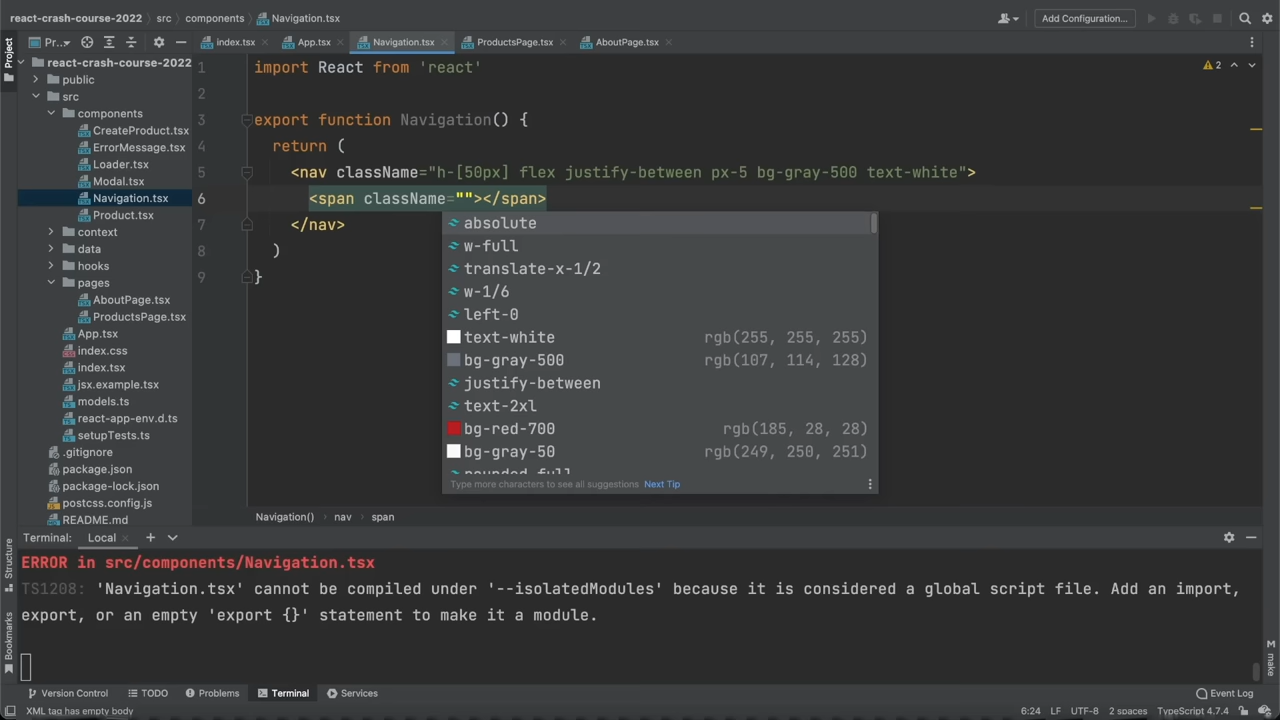 react-crash-course-2022 › src › components › Navigation.tsx
Add Configuration...
Pr...
index.tsx
App.tsx
Navigation.tsx
ProductsPage.tsx
AboutPage.tsx
Project
react-crash-course-2022
public
src
components
CreateProduct.tsx
ErrorMessage.tsx
Loader.tsx
Modal.tsx
Navigation.tsx
Product.tsx
context
data
hooks
pages
AboutPage.tsx
ProductsPage.tsx
App.tsx
index.css
index.tsx
jsx.example.tsx
models.ts
react-app-env.d.ts
setupTests.ts
.gitignore
package.json
package-lock.json
postcss.config.js
README.md
1 import React from 'react'
2
3 export function Navigation() {
4 return (
5 <nav className="h-[50px] flex justify-between px-5 bg-gray-500 text-white">
6 <span className=""></span>
7 </nav>
8 )
9 }
2
absolute
w-full
translate-x-1/2
w-1/6
left-0
text-white rgb(255, 255, 255)
bg-gray-500 rgb(107, 114, 128)
justify-between
text-2xl
bg-red-700 rgb(185, 28, 28)
bg-gray-50 rgb(249, 250, 251)
rounded-full
Type more characters to see all suggestions Next Tip
Navigation() › nav › span
Terminal: Local
ERROR in src/components/Navigation.tsx
TS1208: 'Navigation.tsx' cannot be compiled under '--isolatedModules' because it is considered a global script file. Add an import,
export, or an empty 'export {}' statement to make it a module.
Structure
Bookmarks
M make
Version Control
TODO
Problems
Terminal
Services
Event Log
XML tag has empty body
6:24 LF UTF-8 2 spaces TypeScript 4.7.4